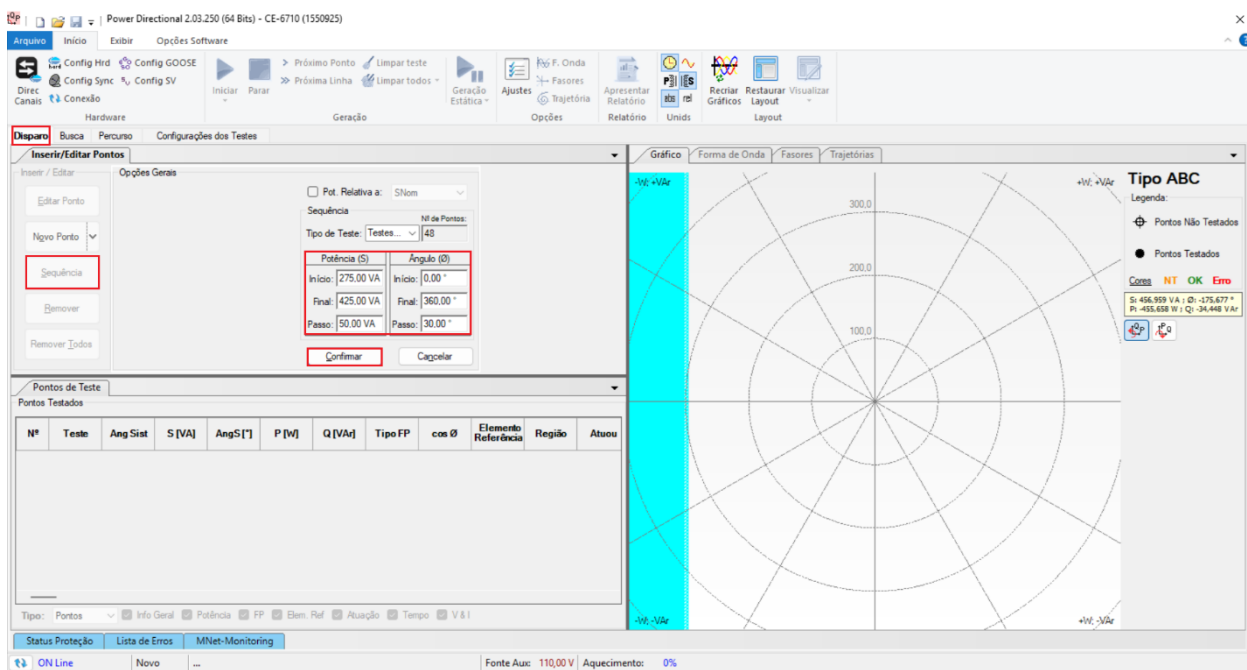 Power Directional 2.03.250 (64 Bits) - CE-6710 (1550925)
Arquivo Início Exibir Opções Software
Direc Canais
Config Hrd
Config Sync
Conexão
Config GOOSE
Config SV
Hardware
Iniciar
Parar
Próximo Ponto
Próxima Linha
Limpar teste
Limpar todos
Geração Estática
Geração
Ajustes
F. Onda
Fasores
Trajetória
Opções
Apresentar Relatório
Relatório
abs rel
Unids
Recriar Gráficos
Restaurar Layout
Visualizar
Layout
Disparo Busca Percurso Configurações dos Testes
Inserir/Editar Pontos
Inserir / Editar
Editar Ponto
Novo Ponto
Sequência
Remover
Remover Todos
Opções Gerais
Pot. Relativa a: SNom
Sequência
Nº de Pontos:
Tipo de Teste: Testes... 48
Potência (S) Ângulo (Ø)
Início: 275,00 VA Início: 0,00 °
Final: 425,00 VA Final: 360,00 °
Passo: 50,00 VA Passo: 30,00 °
Confirmar Cancelar
Pontos de Teste
Pontos Testados
Nº Teste Ang Sist S [VA] AngS [°] P [W] Q [VAr] Tipo FP cos Ø Elemento Referência Região Atuou
Tipo: Pontos Info Geral Potência FP Elem. Ref Atuação Tempo V & I
Gráfico Forma de Onda Fasores Trajetórias
-W; +VAr
+W; +VAr
300,0
200,0
100,0
-W; -VAr
+W; -VAr
Tipo ABC
Legenda:
Pontos Não Testados
Pontos Testados
Cores NT OK Erro
S: 456,959 VA ; Ø: -175,677 °
P: -455,658 W ; Q: -34,448 VAr
Status Proteção Lista de Erros MNet-Monitoring
ON Line Novo ... Fonte Aux: 110,00 V Aquecimento: 0%